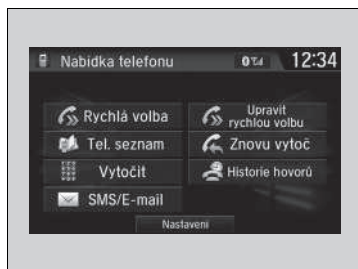 Nabídka telefonu
12:34
Rychlá volba
Upravit
rychlou volbu
Tel. seznam
Znovu vytoč
Vytočit
Historie hovorů
SMS/E-mail
Nastavení